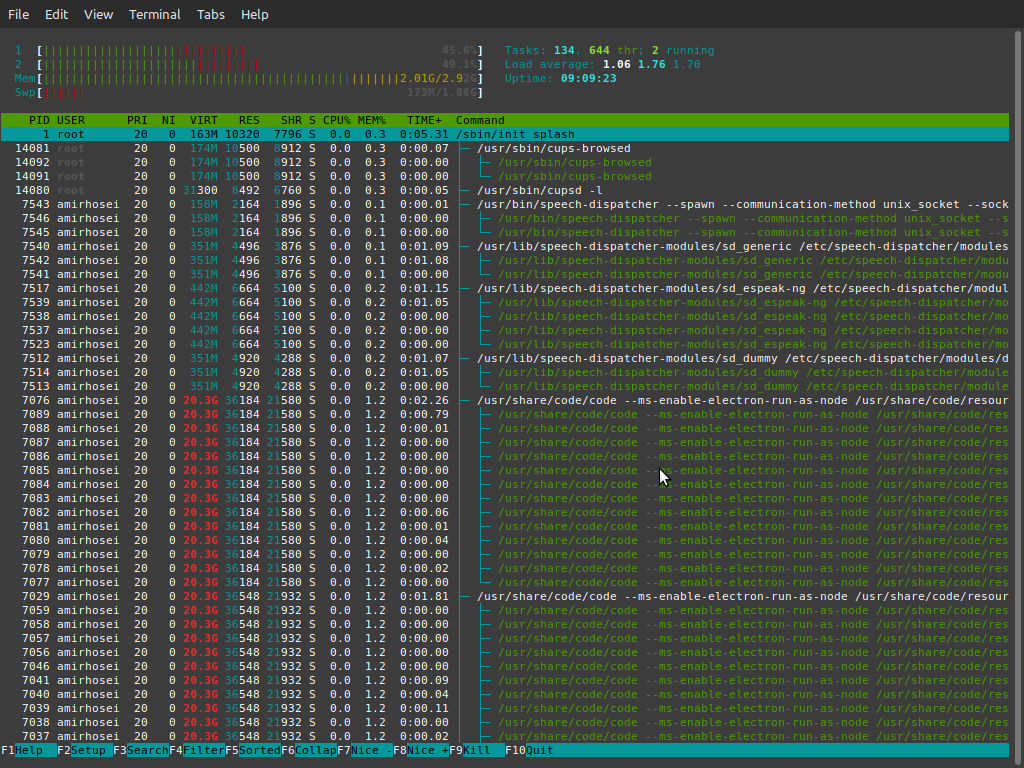 File Edit View Terminal Tabs Help
1 [ 45.6%] Tasks: 134, 644 thr; 2 running
2 [ 49.1%] Load average: 1.06 1.76 1.70
Mem[ 2.01G/2.92G] Uptime: 09:09:23
Swp[ 173M/1.86G]
PID USER PRI NI VIRT RES SHR S CPU% MEM% TIME+ Command
1 root 20 0 163M 10320 7796 S 0.0 0.3 0:05.31 /sbin/init splash
14081 root 20 0 174M 10500 8912 S 0.0 0.3 0:00.07 /usr/sbin/cups-browsed
14092 root 20 0 174M 10500 8912 S 0.0 0.3 0:00.00 /usr/sbin/cups-browsed
14091 root 20 0 174M 10500 8912 S 0.0 0.3 0:00.00 /usr/sbin/cups-browsed
14080 root 20 0 31300 8492 6760 S 0.0 0.3 0:00.05 /usr/sbin/cupsd -l
7543 amirhosei 20 0 158M 2164 1896 S 0.0 0.1 0:00.01 /usr/bin/speech-dispatcher --spawn --communication-method unix_socket --sock
7546 amirhosei 20 0 158M 2164 1896 S 0.0 0.1 0:00.00 /usr/bin/speech-dispatcher --spawn --communication-method unix_socket --s
7545 amirhosei 20 0 158M 2164 1896 S 0.0 0.1 0:00.00 /usr/bin/speech-dispatcher --spawn --communication-method unix_socket --s
7540 amirhosei 20 0 351M 4496 3876 S 0.0 0.1 0:01.09 /usr/lib/speech-dispatcher-modules/sd_generic /etc/speech-dispatcher/modules
7542 amirhosei 20 0 351M 4496 3876 S 0.0 0.1 0:01.08 /usr/lib/speech-dispatcher-modules/sd_generic /etc/speech-dispatcher/modu
7541 amirhosei 20 0 351M 4496 3876 S 0.0 0.1 0:00.00 /usr/lib/speech-dispatcher-modules/sd_generic /etc/speech-dispatcher/modu
7517 amirhosei 20 0 442M 6664 5100 S 0.0 0.2 0:01.15 /usr/lib/speech-dispatcher-modules/sd_espeak-ng /etc/speech-dispatcher/modul
7539 amirhosei 20 0 442M 6664 5100 S 0.0 0.2 0:01.05 /usr/lib/speech-dispatcher-modules/sd_espeak-ng /etc/speech-dispatcher/mo
7538 amirhosei 20 0 442M 6664 5100 S 0.0 0.2 0:00.00 /usr/lib/speech-dispatcher-modules/sd_espeak-ng /etc/speech-dispatcher/mo
7537 amirhosei 20 0 442M 6664 5100 S 0.0 0.2 0:00.00 /usr/lib/speech-dispatcher-modules/sd_espeak-ng /etc/speech-dispatcher/mo
7523 amirhosei 20 0 442M 6664 5100 S 0.0 0.2 0:00.00 /usr/lib/speech-dispatcher-modules/sd_espeak-ng /etc/speech-dispatcher/mo
7512 amirhosei 20 0 351M 4920 4288 S 0.0 0.2 0:01.07 /usr/lib/speech-dispatcher-modules/sd_dummy /etc/speech-dispatcher/modules/d
7514 amirhosei 20 0 351M 4920 4288 S 0.0 0.2 0:01.05 /usr/lib/speech-dispatcher-modules/sd_dummy /etc/speech-dispatcher/module
7513 amirhosei 20 0 351M 4920 4288 S 0.0 0.2 0:00.00 /usr/lib/speech-dispatcher-modules/sd_dummy /etc/speech-dispatcher/module
7076 amirhosei 20 0 20.3G 36184 21580 S 0.0 1.2 0:02.26 /usr/share/code/code --ms-enable-electron-run-as-node /usr/share/code/resour
7089 amirhosei 20 0 20.3G 36184 21580 S 0.0 1.2 0:00.79 /usr/share/code/code --ms-enable-electron-run-as-node /usr/share/code/res
7088 amirhosei 20 0 20.3G 36184 21580 S 0.0 1.2 0:00.01 /usr/share/code/code --ms-enable-electron-run-as-node /usr/share/code/res
7087 amirhosei 20 0 20.3G 36184 21580 S 0.0 1.2 0:00.00 /usr/share/code/code --ms-enable-electron-run-as-node /usr/share/code/res
7086 amirhosei 20 0 20.3G 36184 21580 S 0.0 1.2 0:00.00 /usr/share/code/code --ms-enable-electron-run-as-node /usr/share/code/res
7085 amirhosei 20 0 20.3G 36184 21580 S 0.0 1.2 0:00.00 /usr/share/code/code --ms-enable-electron-run-as-node /usr/share/code/res
7084 amirhosei 20 0 20.3G 36184 21580 S 0.0 1.2 0:00.00 /usr/share/code/code --ms-enable-electron-run-as-node /usr/share/code/res
7083 amirhosei 20 0 20.3G 36184 21580 S 0.0 1.2 0:00.00 /usr/share/code/code --ms-enable-electron-run-as-node /usr/share/code/res
7082 amirhosei 20 0 20.3G 36184 21580 S 0.0 1.2 0:00.06 /usr/share/code/code --ms-enable-electron-run-as-node /usr/share/code/res
7081 amirhosei 20 0 20.3G 36184 21580 S 0.0 1.2 0:00.01 /usr/share/code/code --ms-enable-electron-run-as-node /usr/share/code/res
7080 amirhosei 20 0 20.3G 36184 21580 S 0.0 1.2 0:00.04 /usr/share/code/code --ms-enable-electron-run-as-node /usr/share/code/res
7079 amirhosei 20 0 20.3G 36184 21580 S 0.0 1.2 0:00.00 /usr/share/code/code --ms-enable-electron-run-as-node /usr/share/code/res
7078 amirhosei 20 0 20.3G 36184 21580 S 0.0 1.2 0:00.02 /usr/share/code/code --ms-enable-electron-run-as-node /usr/share/code/res
7077 amirhosei 20 0 20.3G 36184 21580 S 0.0 1.2 0:00.00 /usr/share/code/code --ms-enable-electron-run-as-node /usr/share/code/res
7029 amirhosei 20 0 20.3G 36548 21932 S 0.0 1.2 0:01.81 /usr/share/code/code --ms-enable-electron-run-as-node /usr/share/code/resour
7059 amirhosei 20 0 20.3G 36548 21932 S 0.0 1.2 0:00.00 /usr/share/code/code --ms-enable-electron-run-as-node /usr/share/code/res
7058 amirhosei 20 0 20.3G 36548 21932 S 0.0 1.2 0:00.00 /usr/share/code/code --ms-enable-electron-run-as-node /usr/share/code/res
7057 amirhosei 20 0 20.3G 36548 21932 S 0.0 1.2 0:00.00 /usr/share/code/code --ms-enable-electron-run-as-node /usr/share/code/res
7056 amirhosei 20 0 20.3G 36548 21932 S 0.0 1.2 0:00.00 /usr/share/code/code --ms-enable-electron-run-as-node /usr/share/code/res
7046 amirhosei 20 0 20.3G 36548 21932 S 0.0 1.2 0:00.00 /usr/share/code/code --ms-enable-electron-run-as-node /usr/share/code/res
7041 amirhosei 20 0 20.3G 36548 21932 S 0.0 1.2 0:00.09 /usr/share/code/code --ms-enable-electron-run-as-node /usr/share/code/res
7040 amirhosei 20 0 20.3G 36548 21932 S 0.0 1.2 0:00.04 /usr/share/code/code --ms-enable-electron-run-as-node /usr/share/code/res
7039 amirhosei 20 0 20.3G 36548 21932 S 0.0 1.2 0:00.11 /usr/share/code/code --ms-enable-electron-run-as-node /usr/share/code/res
7038 amirhosei 20 0 20.3G 36548 21932 S 0.0 1.2 0:00.00 /usr/share/code/code --ms-enable-electron-run-as-node /usr/share/code/res
7037 amirhosei 20 0 20.3G 36548 21932 S 0.0 1.2 0:00.02 /usr/share/code/code --ms-enable-electron-run-as-node /usr/share/code/res
F1Help F2Setup F3SearchF4FilterF5SortedF6CollapF7Nice -F8Nice +F9Kill F10Quit